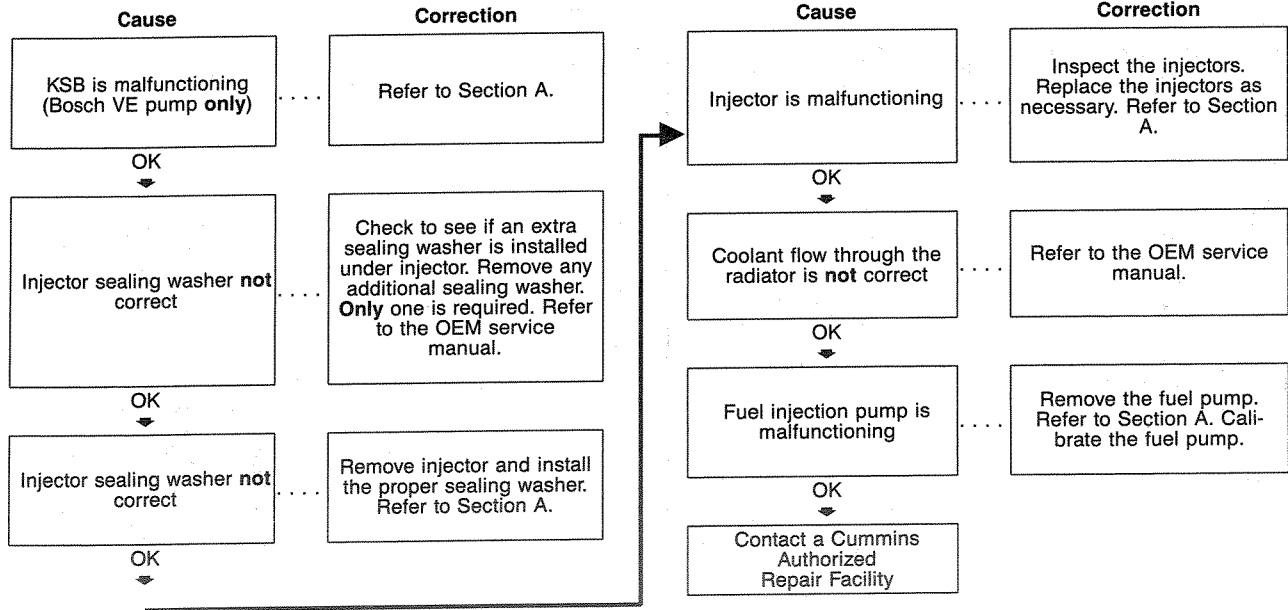 Cause
Correction
KSB is malfunctioning
(Bosch VE pump only)
. . . .
Refer to Section A.
OK
Injector sealing washer not
correct
. . . .
Check to see if an extra
sealing washer is installed
under injector. Remove any
additional sealing washer.
Only one is required. Refer
to the OEM service
manual.
OK
Injector sealing washer not
correct
. . . .
Remove injector and install
the proper sealing washer.
Refer to Section A.
OK
Cause
Correction
Injector is malfunctioning
. . . .
Inspect the injectors.
Replace the injectors as
necessary. Refer to Section
A.
OK
Coolant flow through the
radiator is not correct
. . . .
Refer to the OEM service
manual.
OK
Fuel injection pump is
malfunctioning
. . . .
Remove the fuel pump.
Refer to Section A. Cali-
brate the fuel pump.
OK
Contact a Cummins
Authorized
Repair Facility